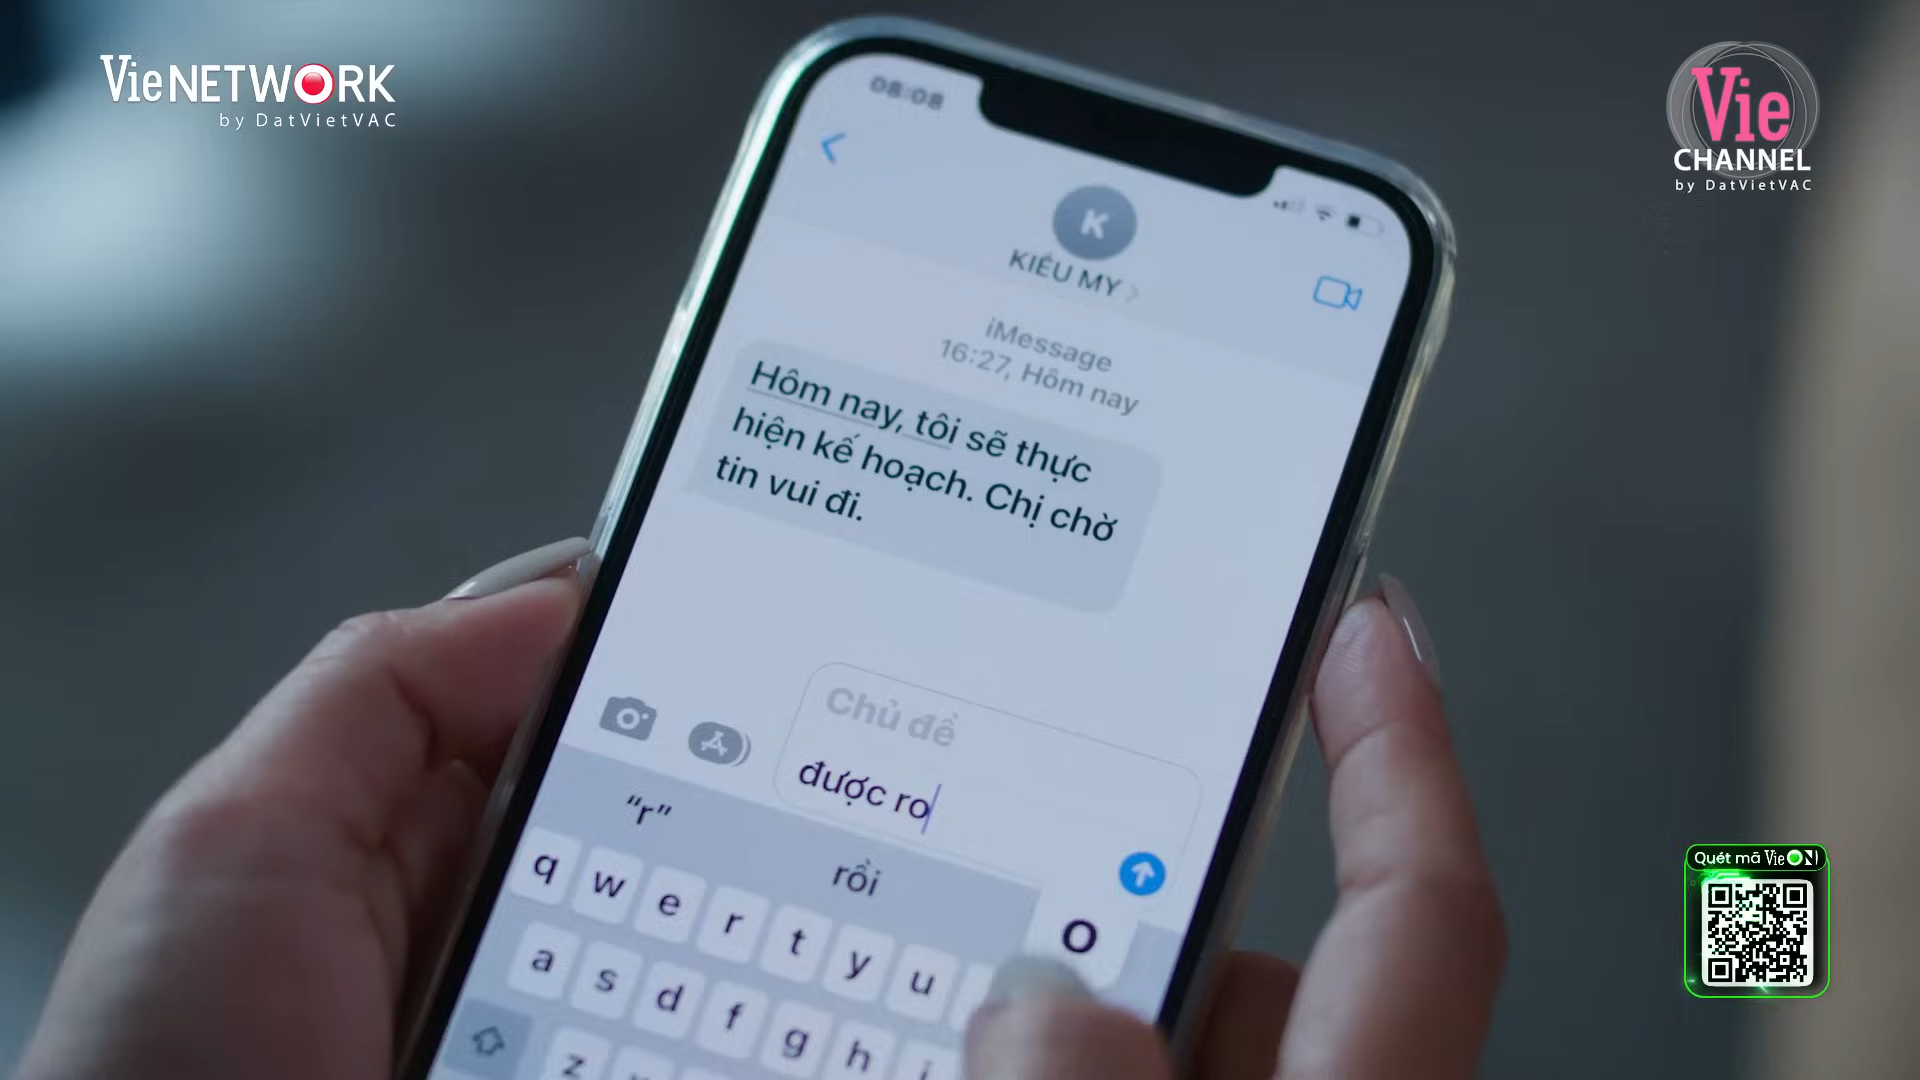 VieNETWORK
by DatVietVAC
Vie
CHANNEL
by DatVietVAC
08:08
K
KIỀU MY
iMessage
16:27, Hôm nay
Hôm nay, tôi sẽ thực
hiện kế hoạch. Chị chờ
tin vui đi.
Chủ đề
được ro
“r”
rồi
q w e r t y u
O
a s d f g h
z
Quét mã VieON